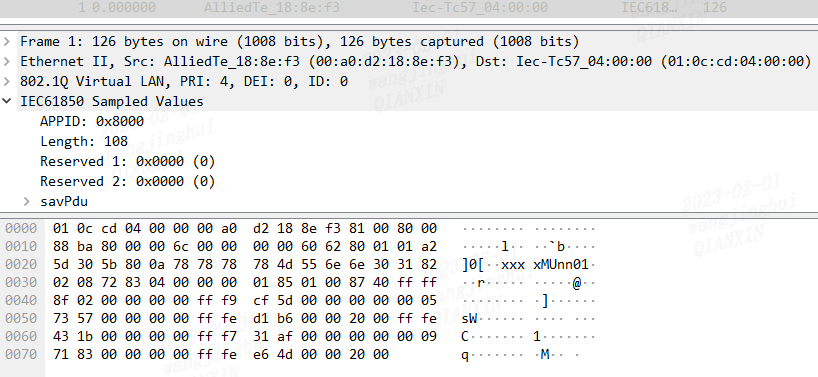 1 0.000000 AlliedTe_18:8e:f3 Iec-Tc57_04:00:00 IEC618… 126
Frame 1: 126 bytes on wire (1008 bits), 126 bytes captured (1008 bits)
Ethernet II, Src: AlliedTe_18:8e:f3 (00:a0:d2:18:8e:f3), Dst: Iec-Tc57_04:00:00 (01:0c:cd:04:00:00)
802.1Q Virtual LAN, PRI: 4, DEI: 0, ID: 0
IEC61850 Sampled Values
APPID: 0x8000
Length: 108
Reserved 1: 0x0000 (0)
Reserved 2: 0x0000 (0)
savPdu
2023-02-01
wangjinghui
QIANXIN
0000 01 0c cd 04 00 00 00 a0 d2 18 8e f3 81 00 80 00 ········ ········
0010 88 ba 80 00 00 6c 00 00 00 00 60 62 80 01 01 a2 ·····l·· ··`b····
0020 5d 30 5b 80 0a 78 78 78 78 4d 55 6e 6e 30 31 82 ]0[··xxx xMUnn01·
0030 02 08 72 83 04 00 00 00 01 85 01 00 87 40 ff ff ··r····· ·····@··
0040 8f 02 00 00 00 00 ff f9 cf 5d 00 00 00 00 00 05 ········ ·]······
0050 73 57 00 00 00 00 ff fe d1 b6 00 00 20 00 ff fe sW······ ···· ···
0060 43 1b 00 00 00 00 ff f7 31 af 00 00 00 00 00 09 C······· 1·······
0070 71 83 00 00 00 00 ff fe e6 4d 00 00 20 00 q······· ·M·· ·